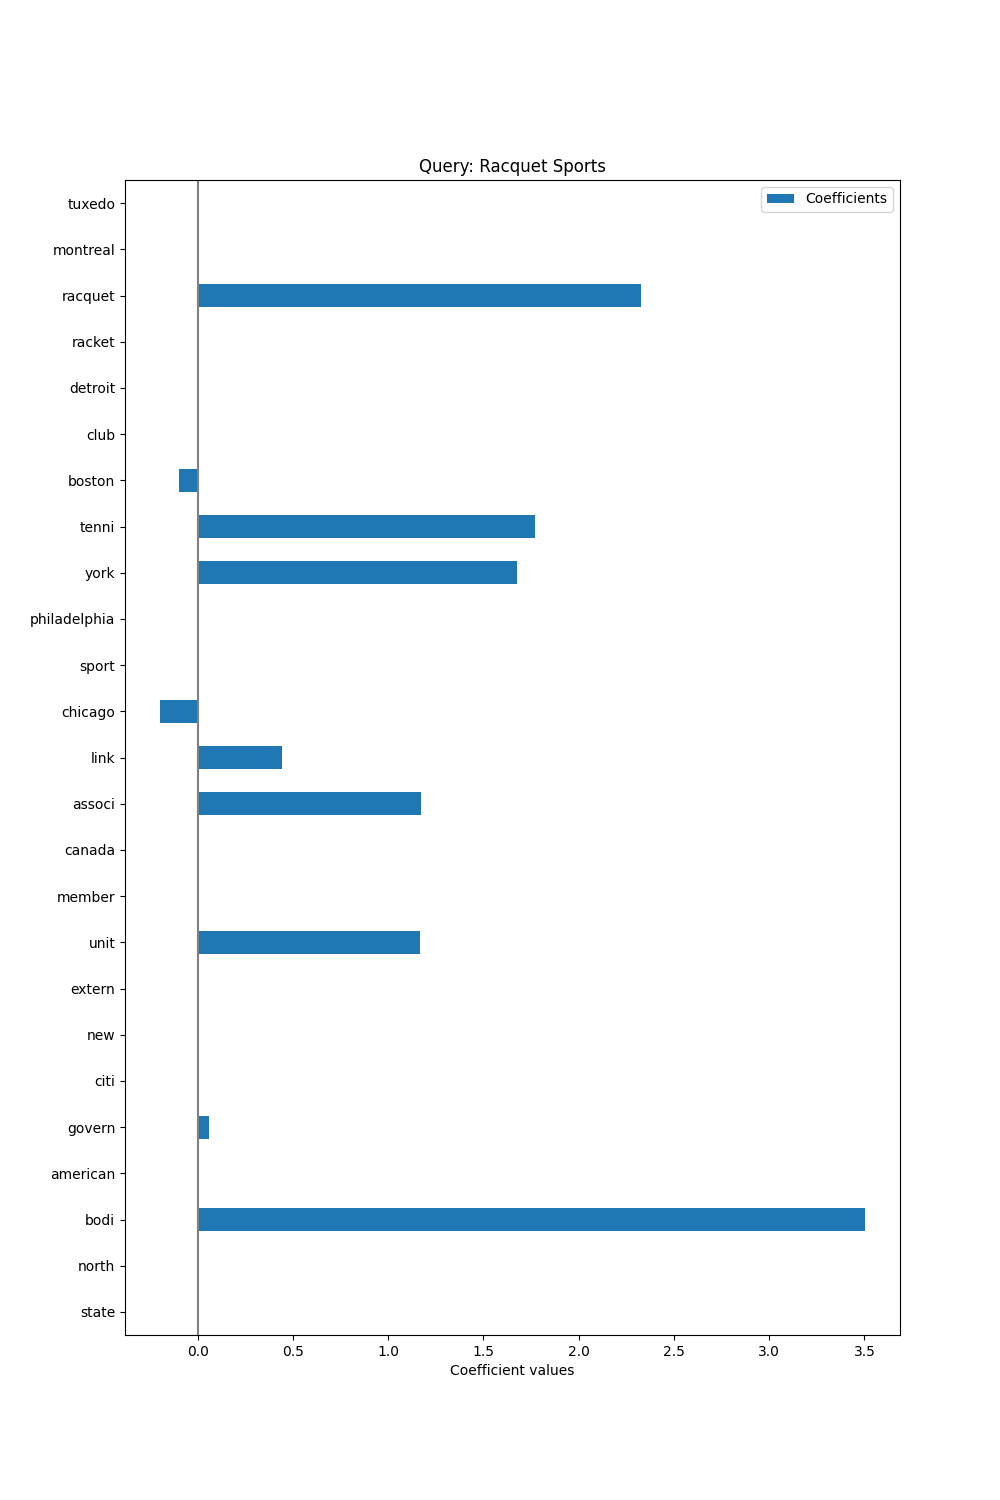 Query: Racquet Sports
Coefficients
tuxedo
montreal
racquet
racket
detroit
club
boston
tenni
york
philadelphia
sport
chicago
link
associ
canada
member
unit
extern
new
citi
govern
american
bodi
north
state
0.0 0.5 1.0 1.5 2.0 2.5 3.0 3.5
Coefficient values